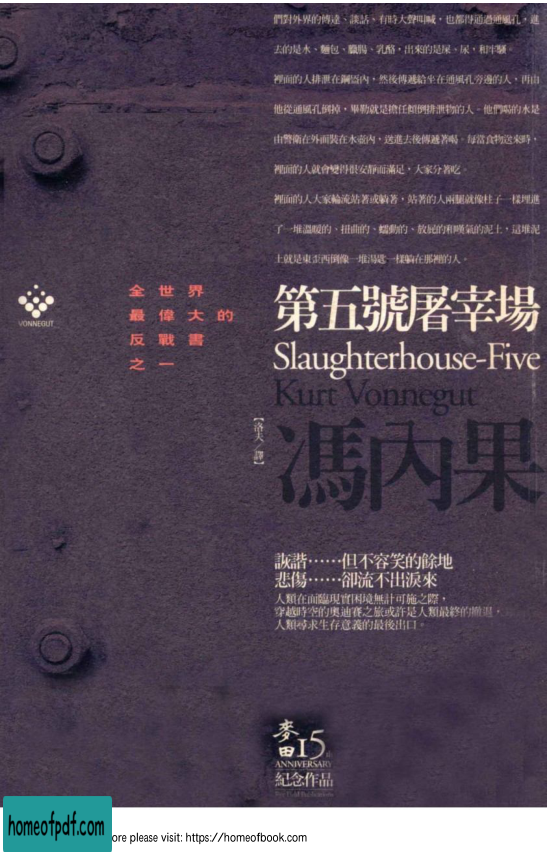 們對外界的傳達、談話、有時大聲叫喊，也都得通過通風孔，進
去的是水、麵包、臘腸、乳酪，出來的是屎、尿，和牢騷。
裡面的人排泄在鋼盔內，然後傳遞給坐在通風孔旁邊的人，再由
他從通風孔倒掉，畢勒就是擔任傾倒排泄物的人。他們喝的水是
由警衛在外面裝在水壺內，送進去後傳遞著喝。每當食物送來時，
裡面的人就會變得很安靜而滿足，大家分著吃。
裡面的人大家輪流站著或躺著，站著的人兩腿就像柱子一樣埋進
了一堆溫暖的、扭曲的、蠕動的、放屁的和嘆氣的泥土，這堆泥
土就是東歪西倒像一堆湯匙一樣躺在那裡的人。
VONNEGUT
全世界
最偉大的
反戰書
之一
第五號屠宰場
Slaughterhouse-Five
Kurt Vonnegut
【洛夫／譯】
馮內果
詼諧……但不容笑的餘地
悲傷……卻流不出淚來
人類在面臨現實困境無計可施之際，
穿越時空的奧迪賽之旅或許是人類最終的撤退，
人類尋求生存意義的最後出口。
麥田15th
ANNIVERSARY
紀念作品
homeofpdf.com
ore please visit: https://homeofbook.com